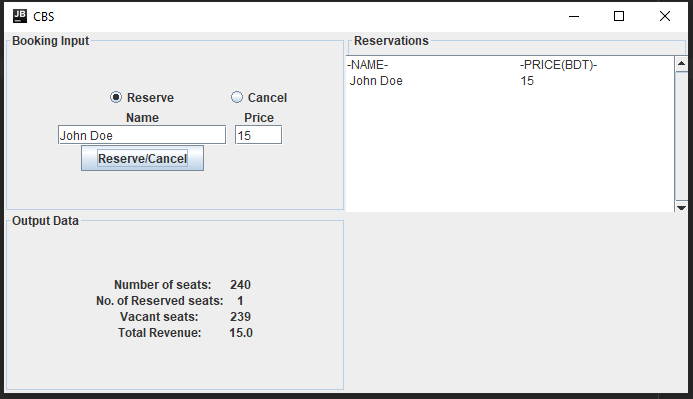 JB CBS
Booking Input
Reserve Cancel
Name Price
John Doe 15
Reserve/Cancel
Reservations
-NAME- -PRICE(BDT)-
John Doe 15
Output Data
Number of seats: 240
No. of Reserved seats: 1
Vacant seats: 239
Total Revenue: 15.0